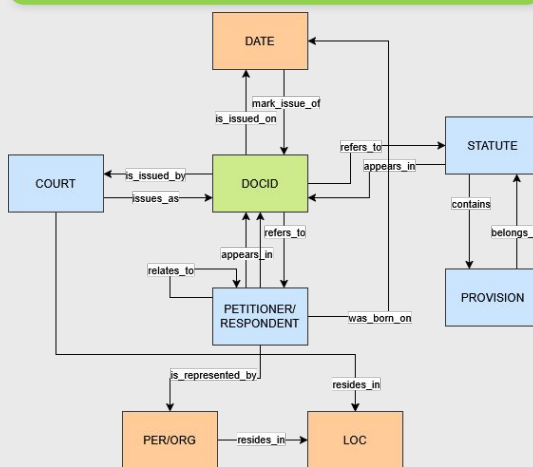 DATE
mark_issue_of
is_issued_on
refers_to
STATUTE
appears_in
COURT
is_issued_by
DOCID
issues_as
contains
belongs_
refers_to
appears_in
relates_to
PETITIONER/
RESPONDENT
PROVISION
was_born_on
is_represented_by
resides_in
PER/ORG
resides_in
LOC